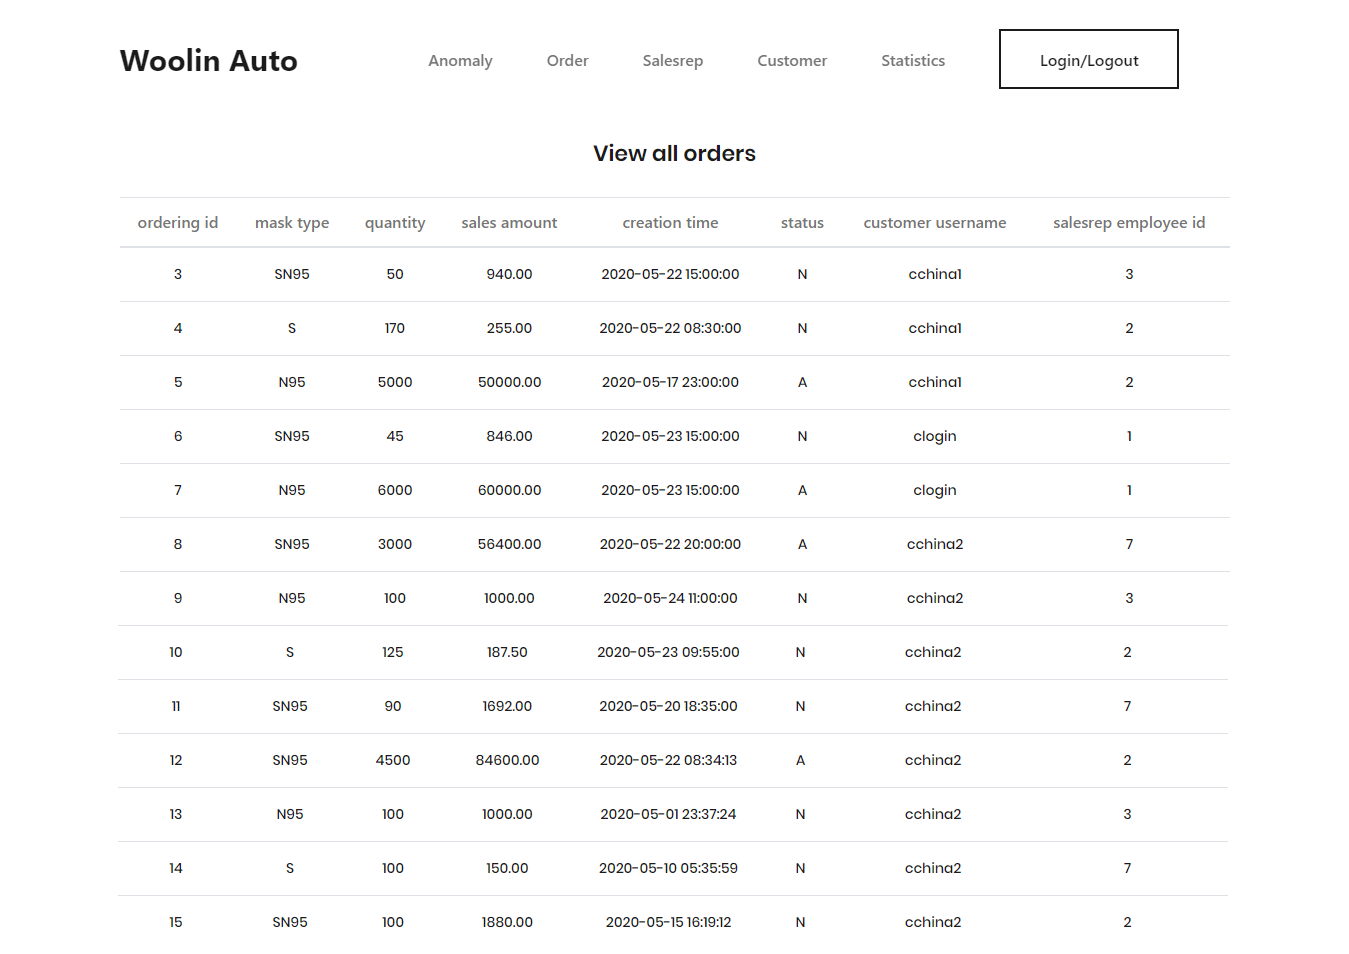 Woolin Auto Anomaly Order Salesrep Customer Statistics Login/Logout
View all orders
ordering id mask type quantity sales amount creation time status customer username salesrep employee id
3 SN95 50 940.00 2020-05-22 15:00:00 N cchina1 3
4 S 170 255.00 2020-05-22 08:30:00 N cchina1 2
5 N95 5000 50000.00 2020-05-17 23:00:00 A cchina1 2
6 SN95 45 846.00 2020-05-23 15:00:00 N clogin 1
7 N95 6000 60000.00 2020-05-23 15:00:00 A clogin 1
8 SN95 3000 56400.00 2020-05-22 20:00:00 A cchina2 7
9 N95 100 1000.00 2020-05-24 11:00:00 N cchina2 3
10 S 125 187.50 2020-05-23 09:55:00 N cchina2 2
11 SN95 90 1692.00 2020-05-20 18:35:00 N cchina2 7
12 SN95 4500 84600.00 2020-05-22 08:34:13 A cchina2 2
13 N95 100 1000.00 2020-05-01 23:37:24 N cchina2 3
14 S 100 150.00 2020-05-10 05:35:59 N cchina2 7
15 SN95 100 1880.00 2020-05-15 16:19:12 N cchina2 2